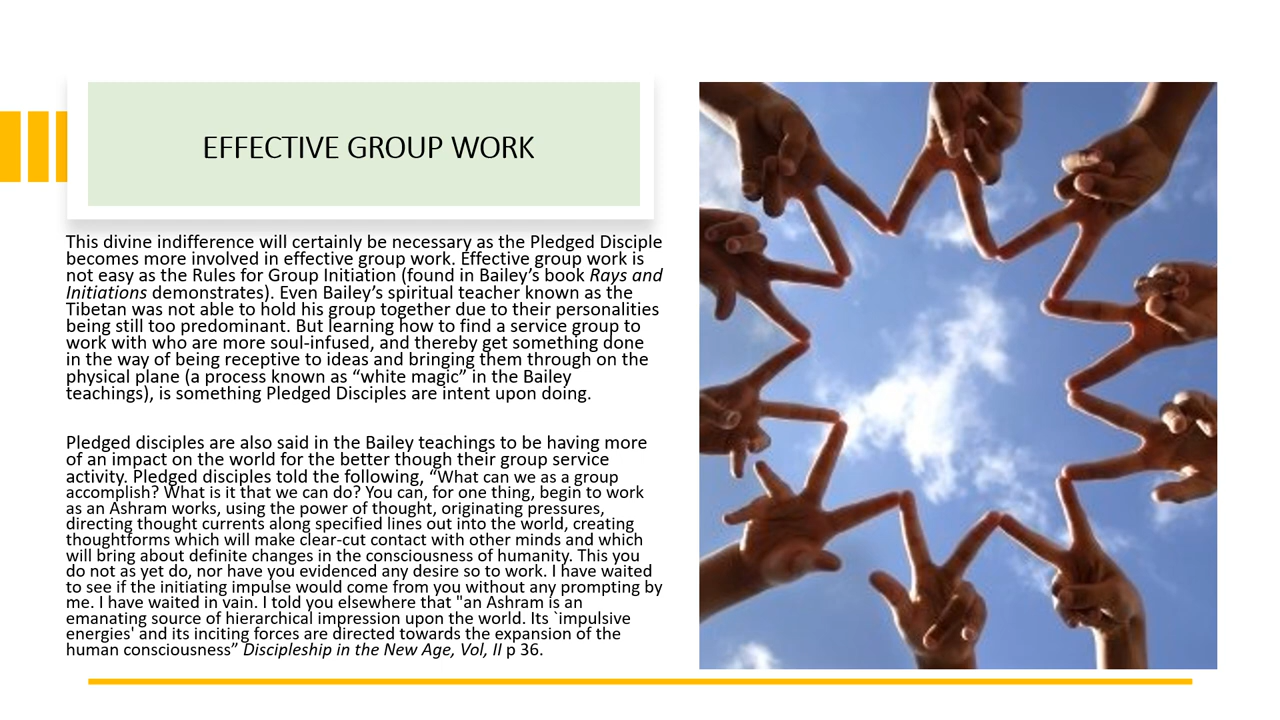 EFFECTIVE GROUP WORK
This divine indifference will certainly be necessary as the Pledged Disciple
becomes more involved in effective group work. Effective group work is
not easy as the Rules for Group Initiation (found in Bailey’s book Rays and
Initiations demonstrates). Even Bailey’s spiritual teacher known as the
Tibetan was not able to hold his group together due to their personalities
being still too predominant. But learning how to find a service group to
work with who are more soul-infused, and thereby get something done
in the way of being receptive to ideas and bringing them through on the
physical plane (a process known as “white magic” in the Bailey
teachings), is something Pledged Disciples are intent upon doing.
Pledged disciples are also said in the Bailey teachings to be having more
of an impact on the world for the better though their group service
activity. Pledged disciples told the following, “What can we as a group
accomplish? What is it that we can do? You can, for one thing, begin to work
as an Ashram works, using the power of thought, originating pressures,
directing thought currents along specified lines out into the world, creating
thoughtforms which will make clear-cut contact with other minds and which
will bring about definite changes in the consciousness of humanity. This you
do not as yet do, nor have you evidenced any desire so to work. I have waited
to see if the initiating impulse would come from you without any prompting by
me. I have waited in vain. I told you elsewhere that "an Ashram is an
emanating source of hierarchical impression upon the world. Its `impulsive
energies' and its inciting forces are directed towards the expansion of the
human consciousness” Discipleship in the New Age, Vol, II p 36.